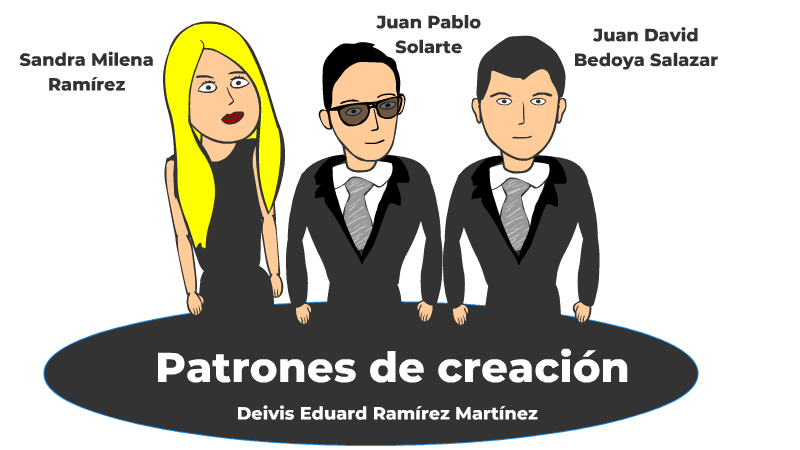 Sandra Milena
Ramírez
Juan Pablo
Solarte
Juan David
Bedoya Salazar
Patrones de creación
Deivis Eduard Ramírez Martínez